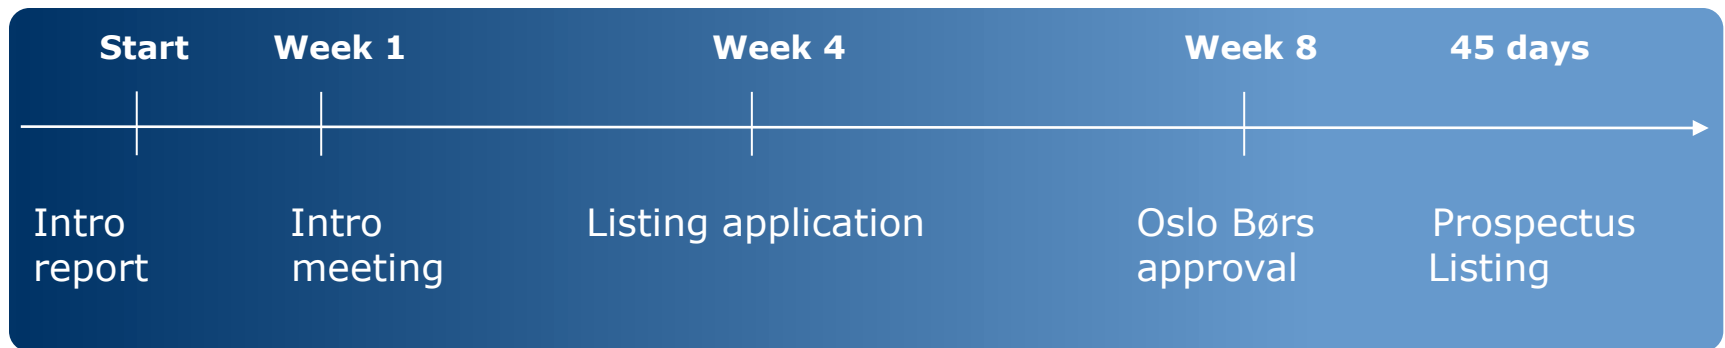 Start Week 1 Week 4 Week 8 45 days
Intro Intro Listing application Oslo Børs Prospectus
report meeting approval Listing